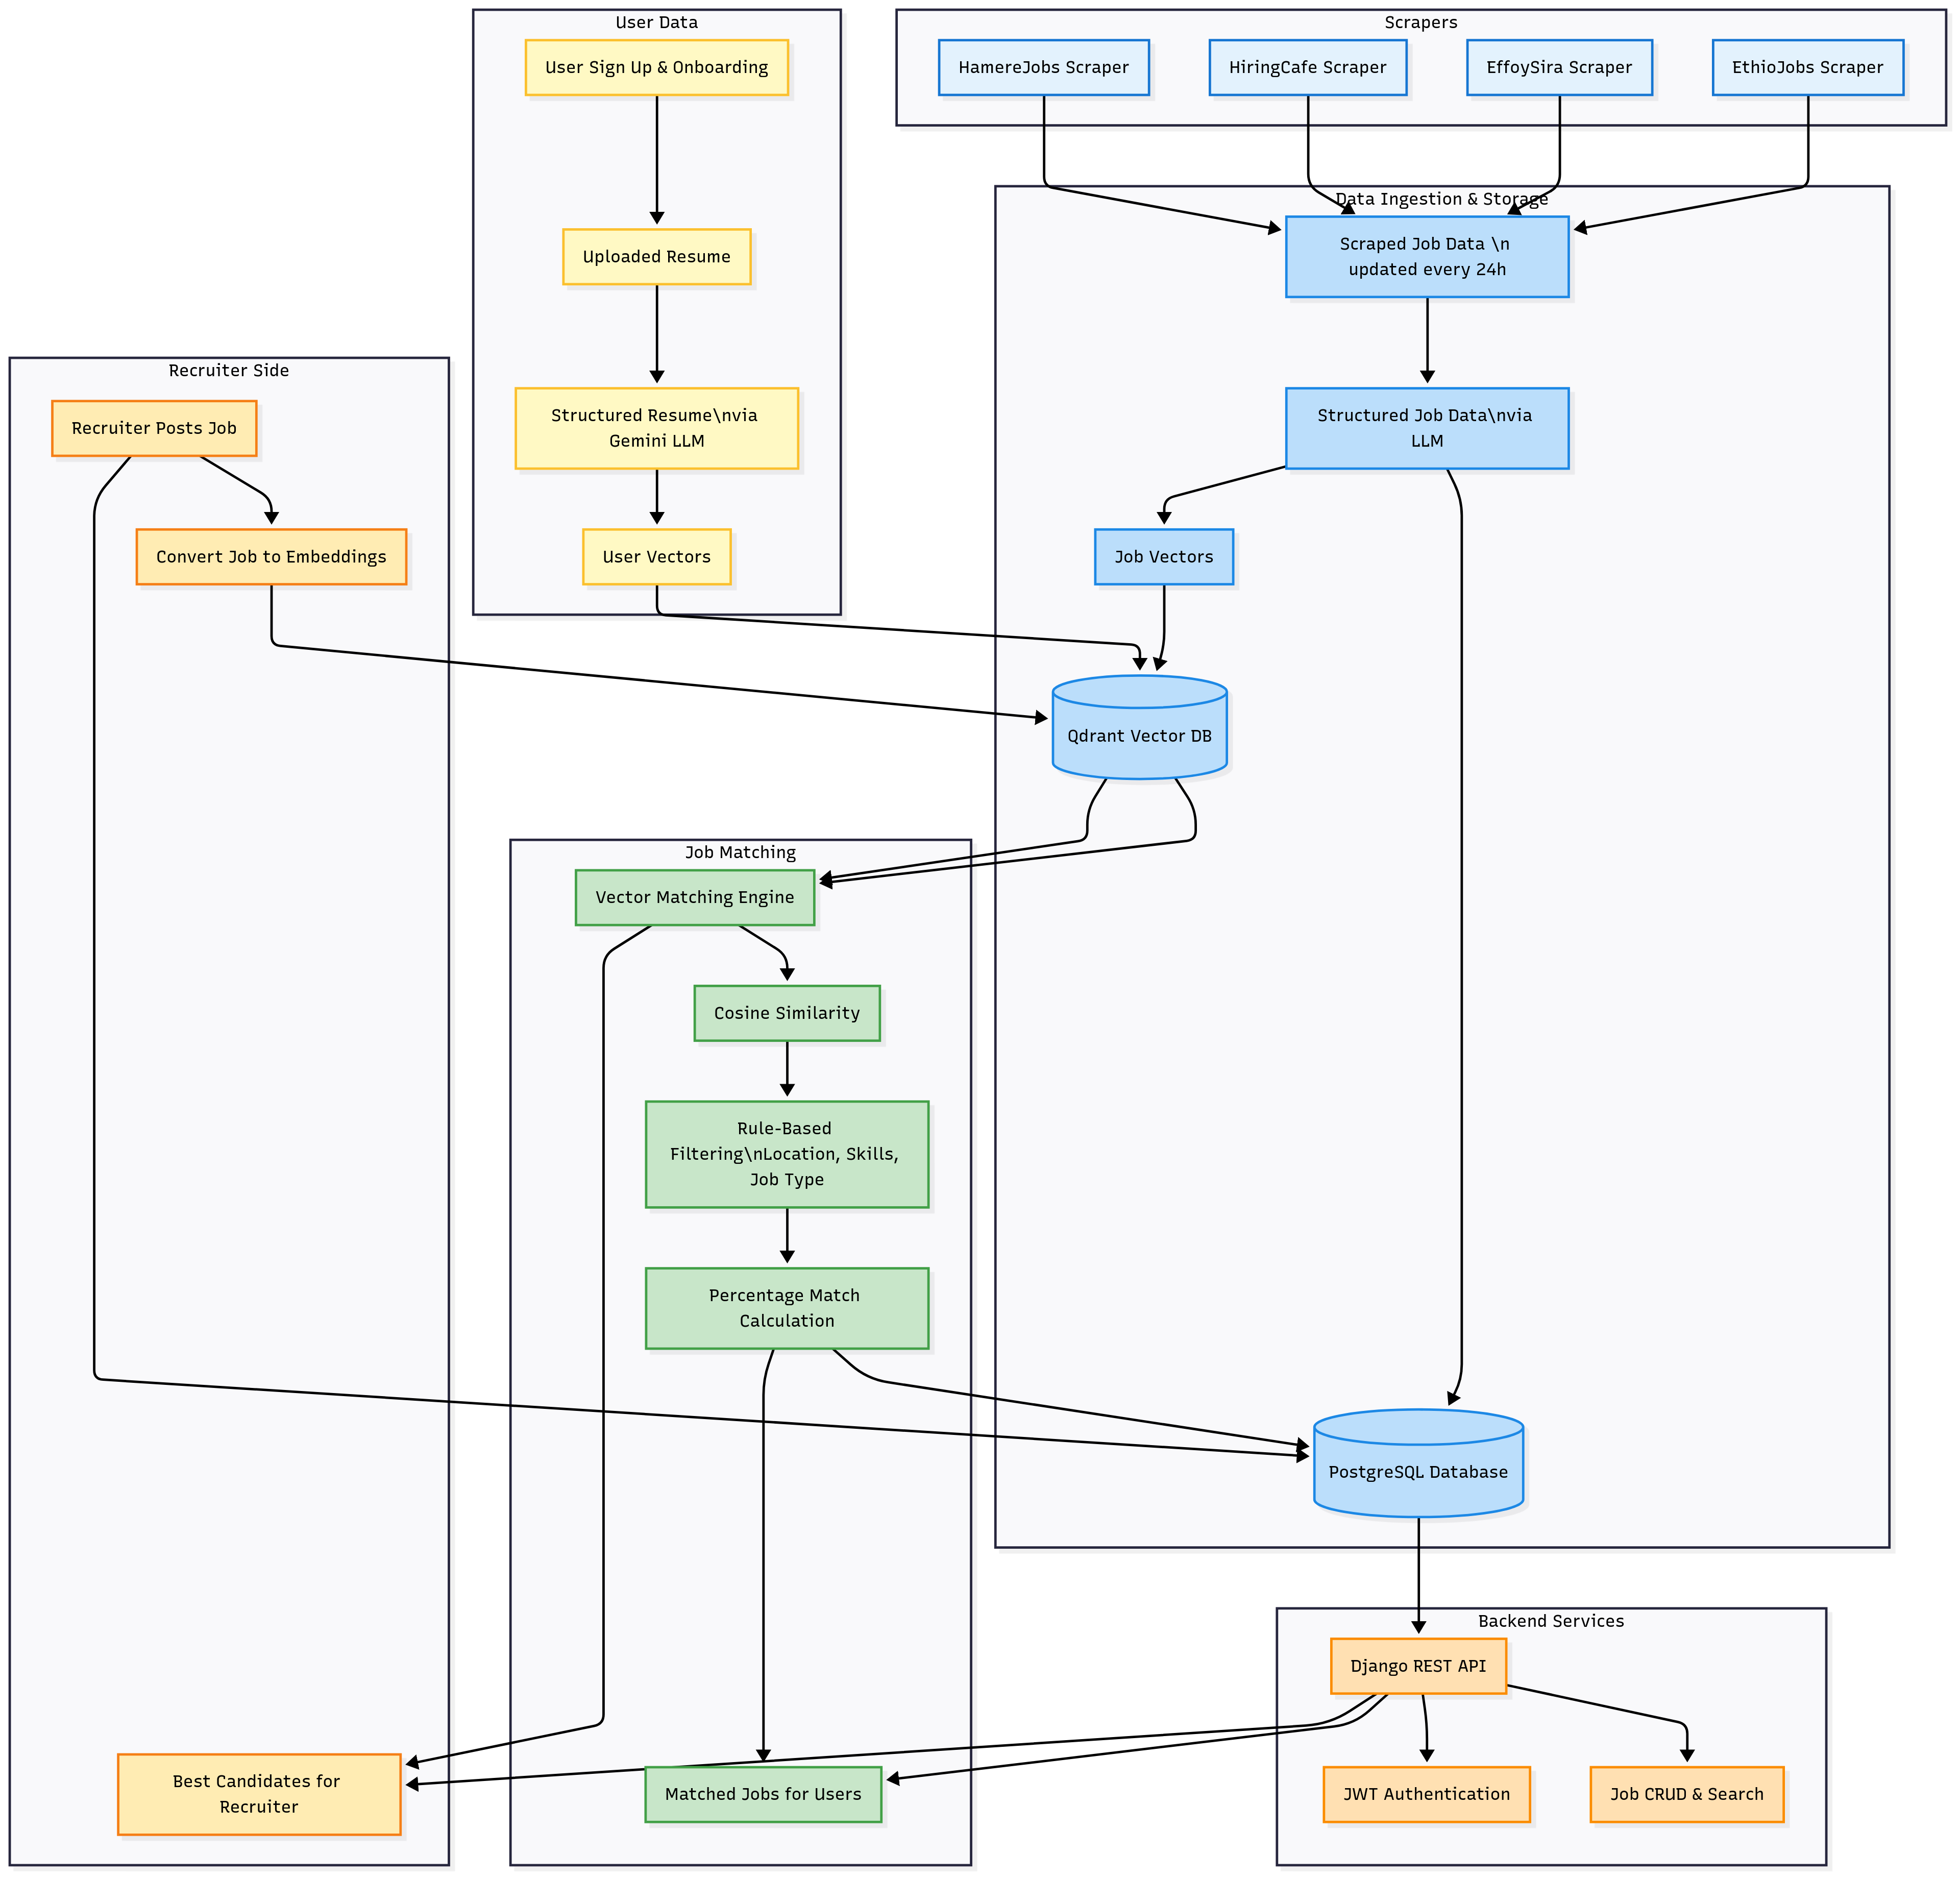 User Data
User Sign Up & Onboarding
Uploaded Resume
Structured Resume\nvia
Gemini LLM
User Vectors
Scrapers
HamereJobs Scraper
HiringCafe Scraper
EffoySira Scraper
EthioJobs Scraper
Data Ingestion & Storage
Scraped Job Data \n
updated every 24h
Structured Job Data\nvia
LLM
Job Vectors
Qdrant Vector DB
PostgreSQL Database
Recruiter Side
Recruiter Posts Job
Convert Job to Embeddings
Best Candidates for
Recruiter
Job Matching
Vector Matching Engine
Cosine Similarity
Rule-Based
Filtering\nLocation, Skills,
Job Type
Percentage Match
Calculation
Matched Jobs for Users
Backend Services
Django REST API
JWT Authentication
Job CRUD & Search